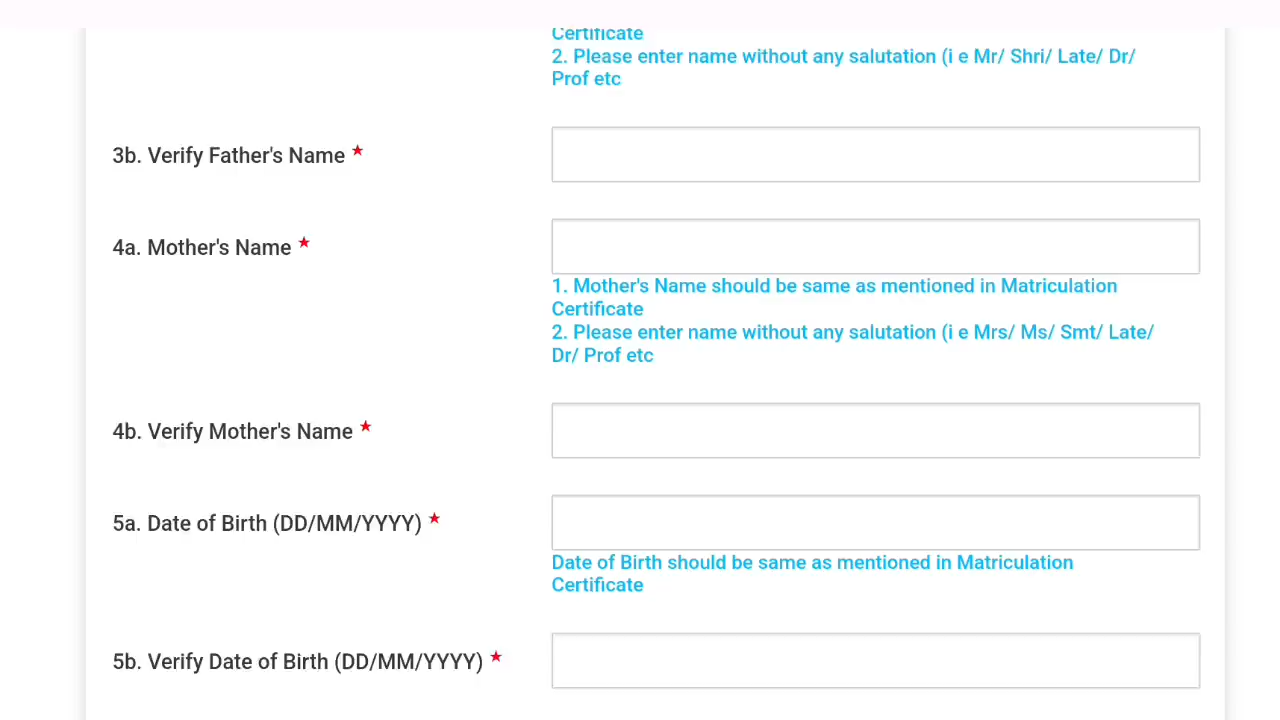 Certificate
2. Please enter name without any salutation (i e Mr/ Shri/ Late/ Dr/
Prof etc
3b. Verify Father's Name ★
4a. Mother's Name ★
1. Mother's Name should be same as mentioned in Matriculation
Certificate
2. Please enter name without any salutation (i e Mrs/ Ms/ Smt/ Late/
Dr/ Prof etc
4b. Verify Mother's Name ★
5a. Date of Birth (DD/MM/YYYY) ★
Date of Birth should be same as mentioned in Matriculation
Certificate
5b. Verify Date of Birth (DD/MM/YYYY) ★